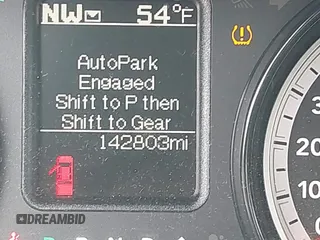 NW 54°F
AutoPark
Engaged
Shift to P then
Shift to Gear
142803mi
DREAMBID